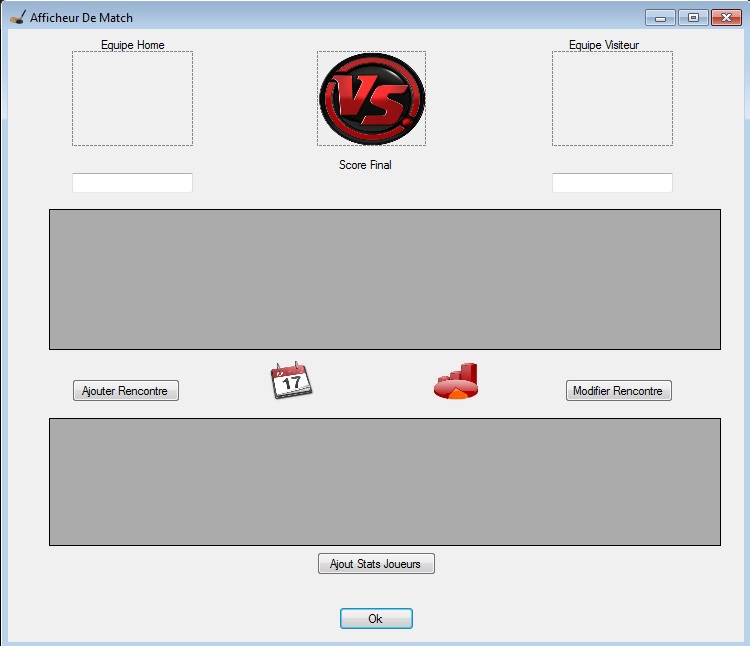 Afficheur De Match
Equipe Home
Equipe Visiteur
VS.
Score Final
Ajouter Rencontre
17
Modifier Rencontre
Ajout Stats Joueurs
Ok